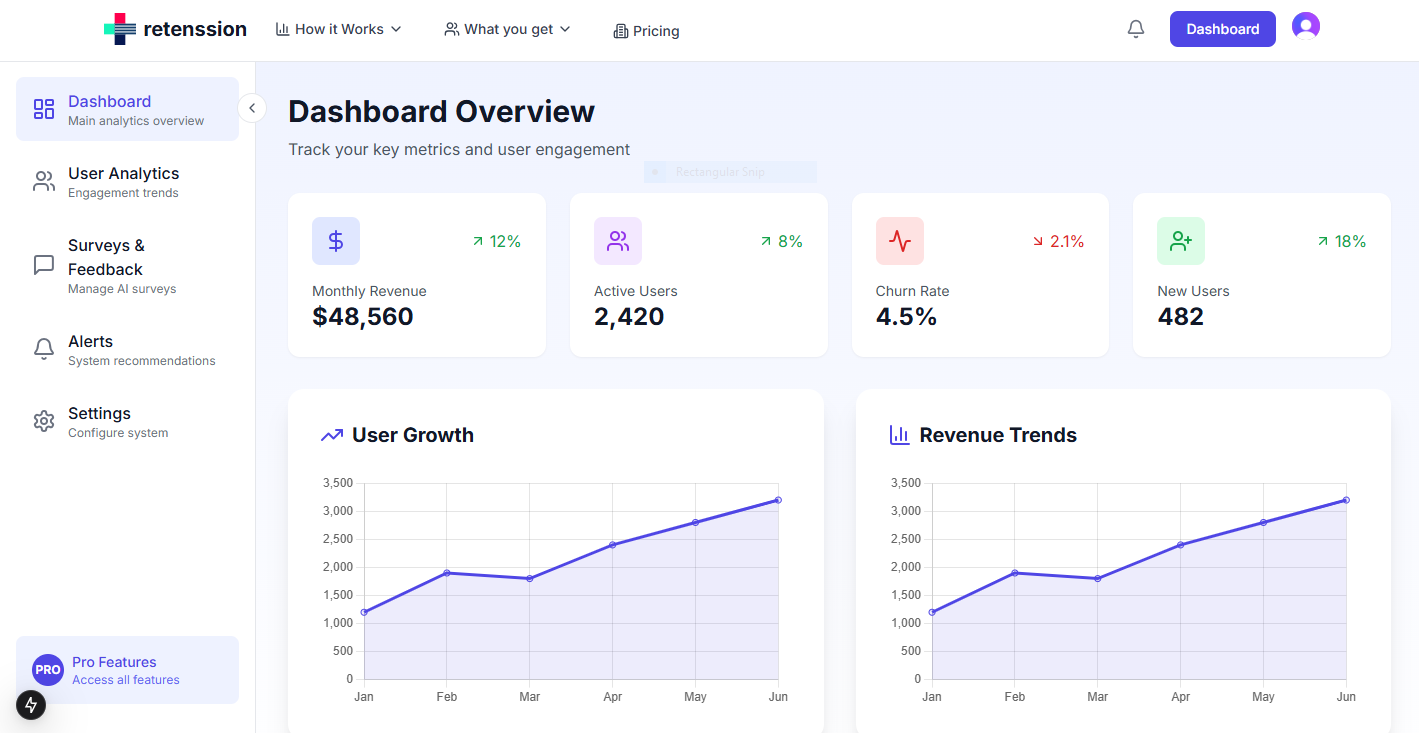 retenssion
How it Works
What you get
Pricing
Dashboard
Dashboard
Main analytics overview
User Analytics
Engagement trends
Surveys &
Feedback
Manage AI surveys
Alerts
System recommendations
Settings
Configure system
PRO
Pro Features
Access all features
Dashboard Overview
Track your key metrics and user engagement
Rectangular Snip
12%
Monthly Revenue
$48,560
8%
Active Users
2,420
2.1%
Churn Rate
4.5%
18%
New Users
482
User Growth
3,500
3,000
2,500
2,000
1,500
1,000
500
0
Jan Feb Mar Apr May Jun
Revenue Trends
3,500
3,000
2,500
2,000
1,500
1,000
500
0
Jan Feb Mar Apr May Jun